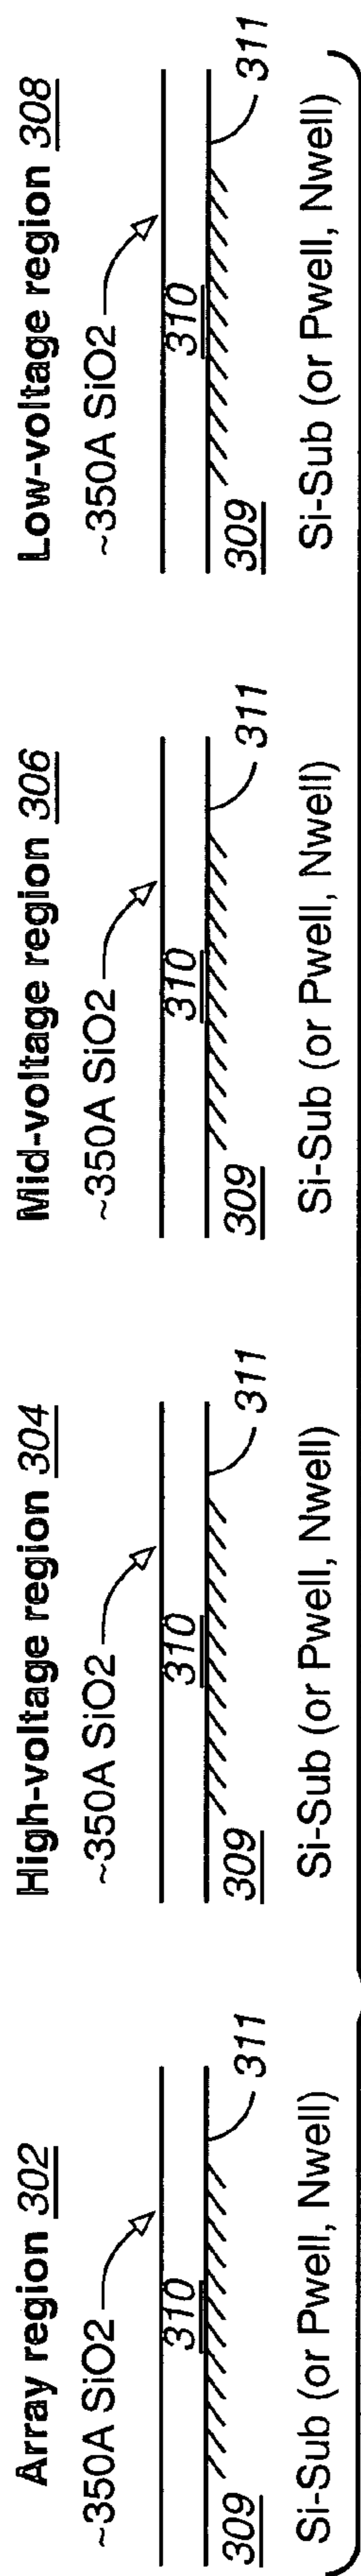 Array region 302
~350A SiO2
310
311
309
Si-Sub (or Pwell, Nwell)
High-voltage region 304
~350A SiO2
310
311
309
Si-Sub (or Pwell, Nwell)
Mid-voltage region 306
~350A SiO2
310
311
309
Si-Sub (or Pwell, Nwell)
Low-voltage region 308
~350A SiO2
310
311
309
Si-Sub (or Pwell, Nwell)